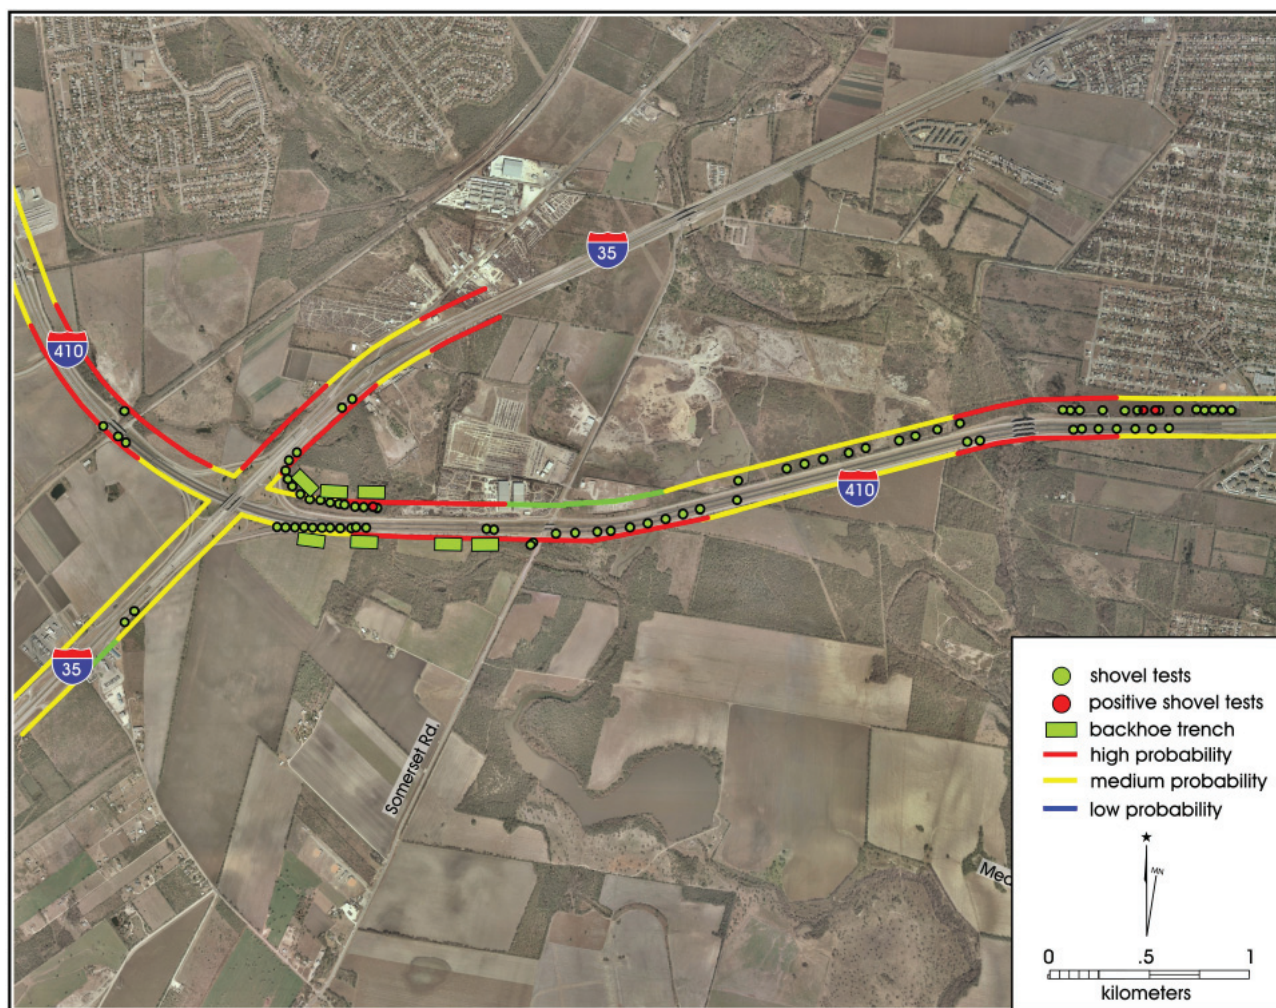 35
410
410
35
Somerset Rd.
Med
shovel tests
positive shovel tests
backhoe trench
high probability
medium probability
low probability
MN
0 .5 1
kilometers